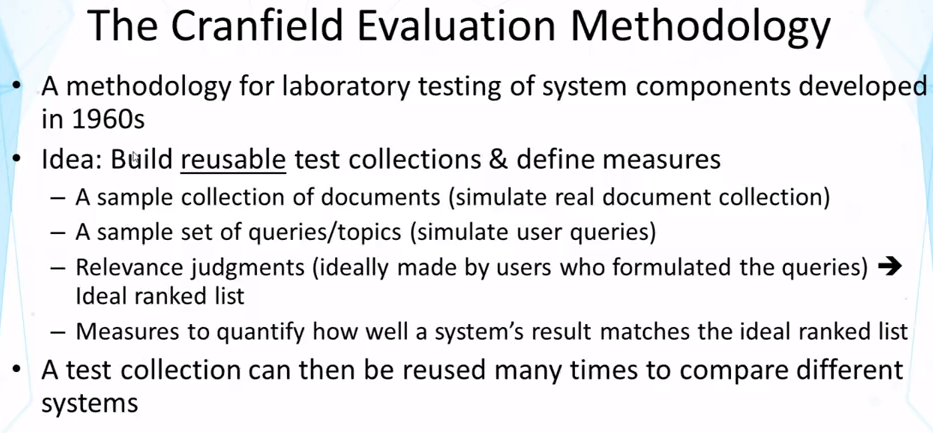 The Cranfield Evaluation Methodology
• A methodology for laboratory testing of system components developed
in 1960s
• Idea: Build reusable test collections & define measures
– A sample collection of documents (simulate real document collection)
– A sample set of queries/topics (simulate user queries)
– Relevance judgments (ideally made by users who formulated the queries) ➔
Ideal ranked list
– Measures to quantify how well a system’s result matches the ideal ranked list
• A test collection can then be reused many times to compare different
systems